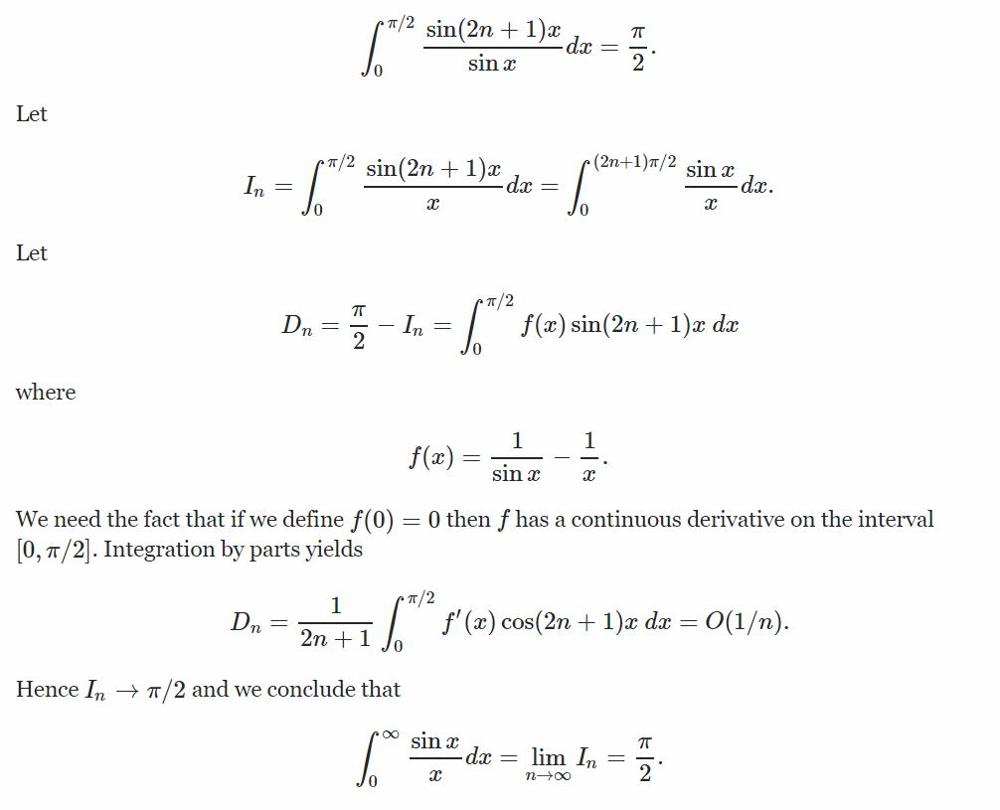 $$\int_0^{\pi/2} \frac{\sin(2n+1)x}{\sin x} dx = \frac{\pi}{2}.$$
Let
$$I_n = \int_0^{\pi/2} \frac{\sin(2n+1)x}{x} dx = \int_0^{(2n+1)\pi/2} \frac{\sin x}{x} dx.$$
Let
$$D_n = \frac{\pi}{2} - I_n = \int_0^{\pi/2} f(x) \sin(2n+1)x \, dx$$
where
$$f(x) = \frac{1}{\sin x} - \frac{1}{x}.$$
We need the fact that if we define $f(0) = 0$ then $f$ has a continuous derivative on the interval
$[0, \pi/2]$. Integration by parts yields
$$D_n = \frac{1}{2n+1} \int_0^{\pi/2} f'(x) \cos(2n+1)x \, dx = O(1/n).$$
Hence $I_n \to \pi/2$ and we conclude that
$$\int_0^{\infty} \frac{\sin x}{x} dx = \lim_{n \to \infty} I_n = \frac{\pi}{2}.$$